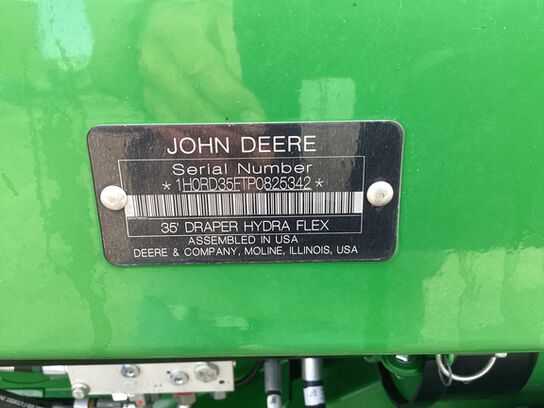 JOHN DEERE
Serial Number
*1H0RD35FTP0825342*
35' DRAPER HYDRA FLEX
ASSEMBLED IN USA
DEERE & COMPANY, MOLINE, ILLINOIS, USA